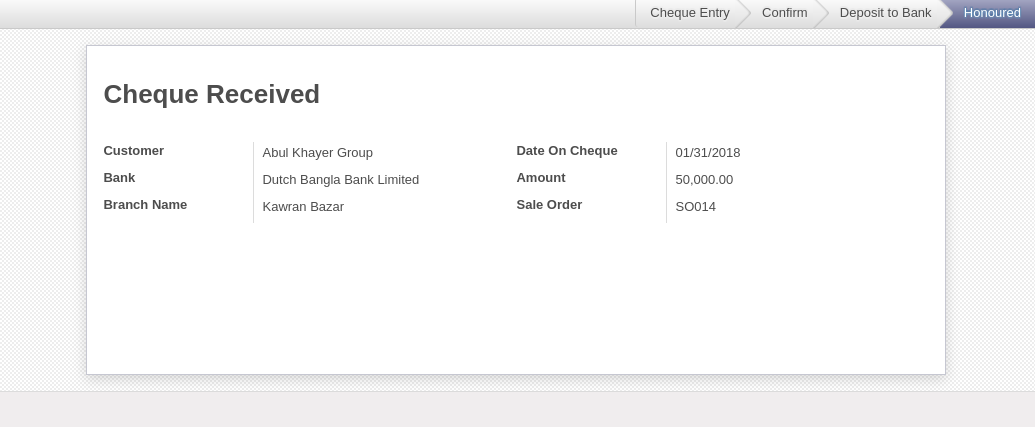 Cheque Entry Confirm Deposit to Bank Honoured
Cheque Received
Customer Abul Khayer Group Date On Cheque 01/31/2018
Bank Dutch Bangla Bank Limited Amount 50,000.00
Branch Name Kawran Bazar Sale Order SO014